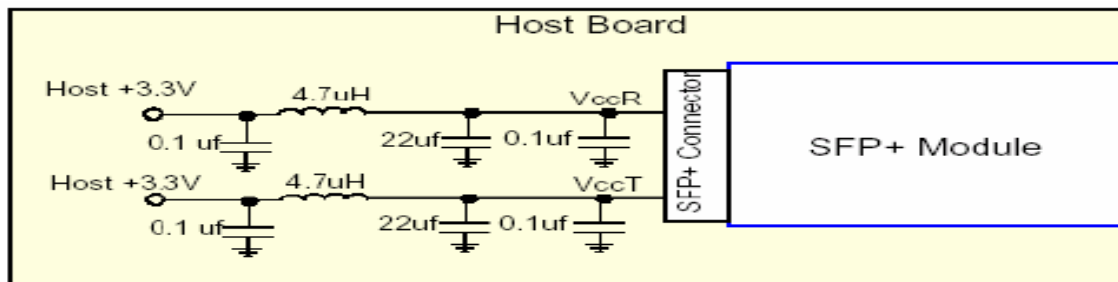 Host Board
Host +3.3V
4.7uH
VccR
0.1 uf
22uf
0.1uf
Host +3.3V
4.7uH
VccT
0.1 uf
22uf
0.1uf
SFP+ Connector
SFP+ Module